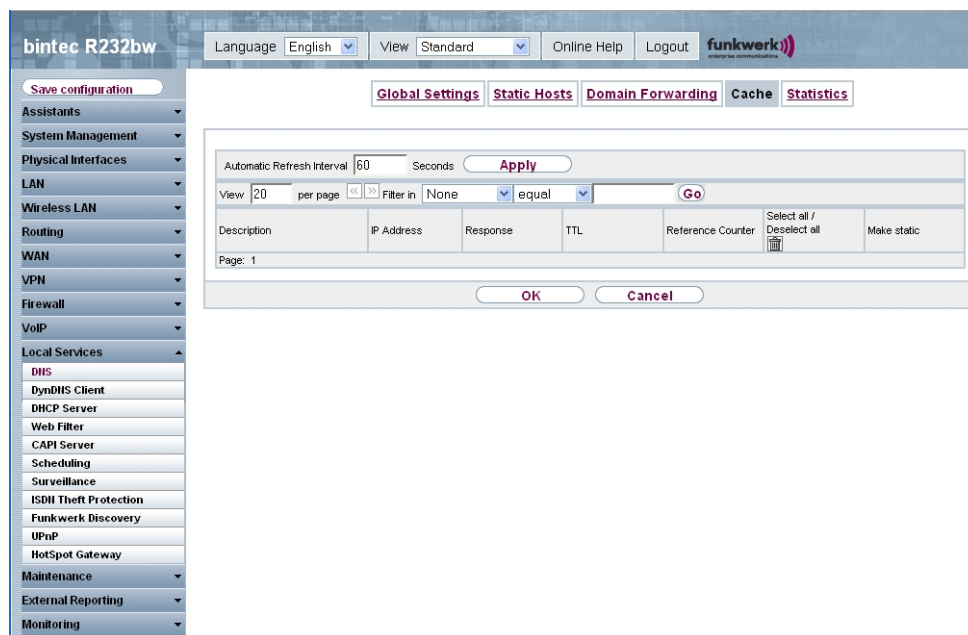 bintec R232bw
Language English View Standard Online Help Logout funkwerk
enterprise communications
Save configuration
Global Settings Static Hosts Domain Forwarding Cache Statistics
Assistants
System Management
Physical Interfaces
LAN
Wireless LAN
Routing
WAN
VPN
Firewall
VoIP
Local Services
DNS
DynDNS Client
DHCP Server
Web Filter
CAPI Server
Scheduling
Surveillance
ISDN Theft Protection
Funkwerk Discovery
UPnP
HotSpot Gateway
Maintenance
External Reporting
Monitoring
Automatic Refresh Interval 60 Seconds Apply
View 20 per page << >> Filter in None equal Go
Description IP Address Response TTL Reference Counter Select all / Deselect all Make static
Page: 1
OK Cancel